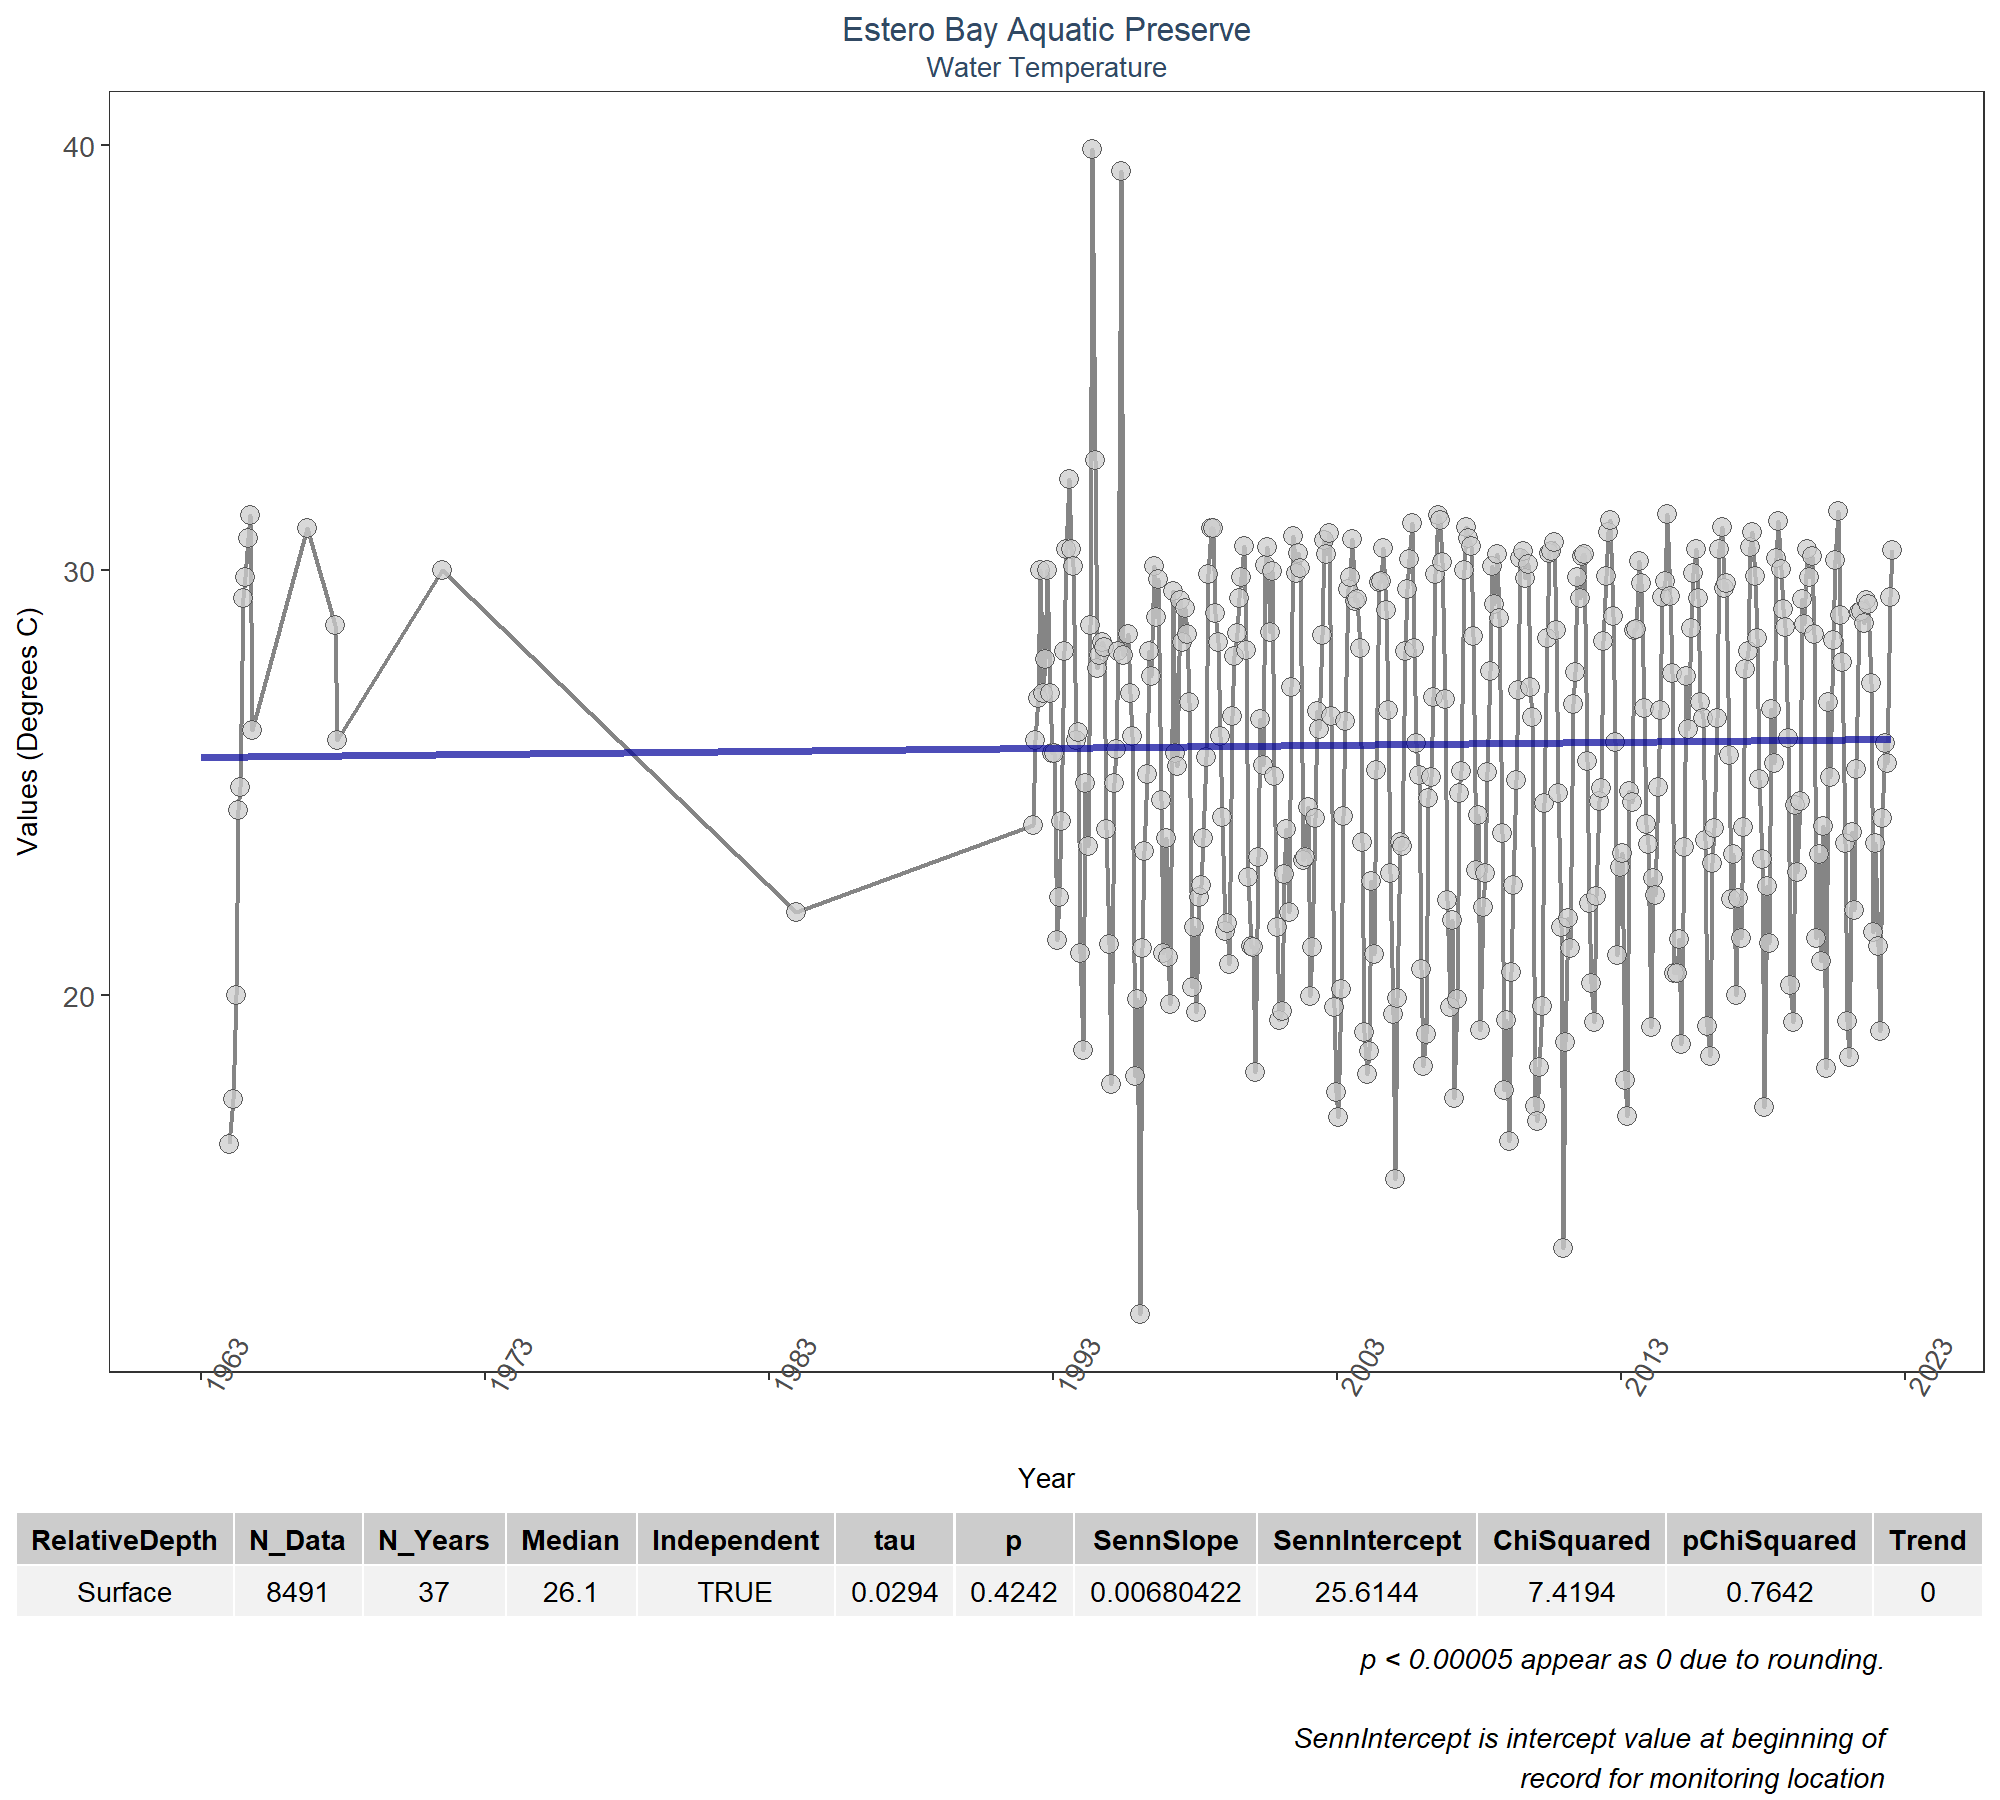 Estero Bay Aquatic Preserve
Water Temperature
40
30
20
Values (Degrees C)
1963
1973
1983
1993
2003
2013
2023
Year
RelativeDepth N_Data N_Years Median Independent tau p SennSlope SennIntercept ChiSquared pChiSquared Trend
Surface 8491 37 26.1 TRUE 0.0294 0.4242 0.00680422 25.6144 7.4194 0.7642 0
p < 0.00005 appear as 0 due to rounding.
SennIntercept is intercept value at beginning of
record for monitoring location